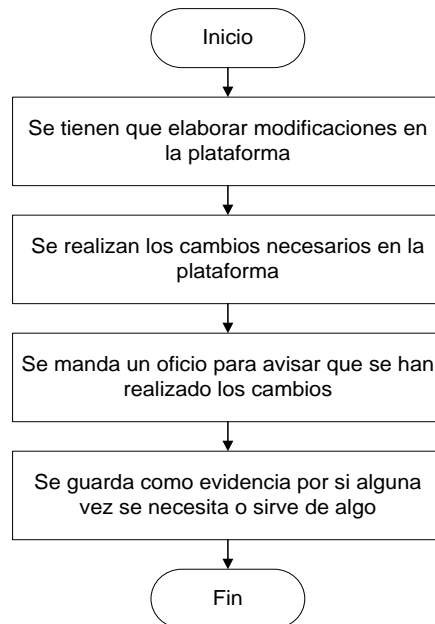 Inicio
Se tienen que elaborar modificaciones en
la plataforma
Se realizan los cambios necesarios en la
plataforma
Se manda un oficio para avisar que se han
realizado los cambios
Se guarda como evidencia por si alguna
vez se necesita o sirve de algo
Fin